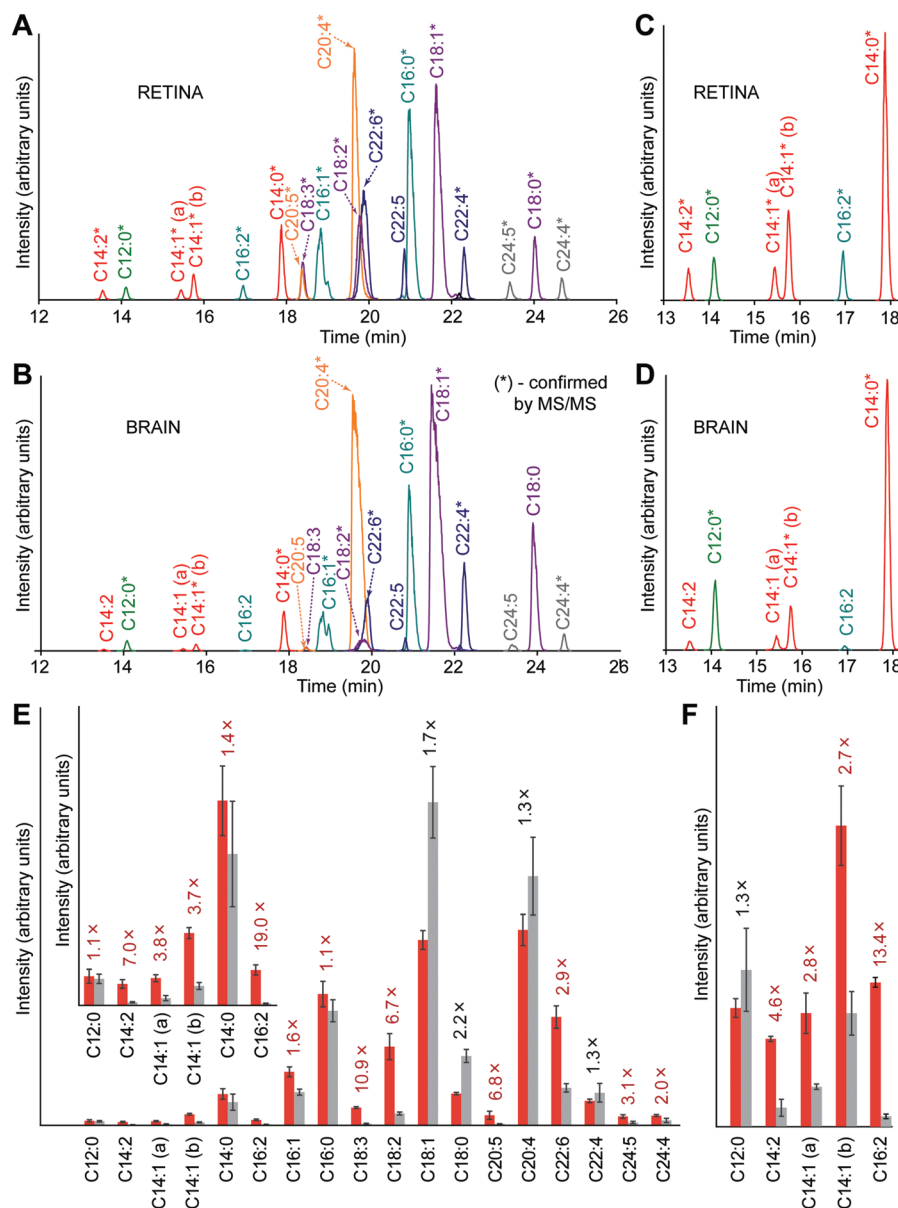 A
RETINA
Intensity (arbitrary units)
C14:2*
C12:0*
C14:1* (a)
C14:1* (b)
C16:2*
C14:0*
C20:5*
C18:3*
C16:1*
C20:4*
C18:2*
C22:6*
C16:0*
C22:5
C18:1*
C22:4*
C24:5*
C18:0*
C24:4*
12 14 16 18 20 22 24 26
Time (min)
C
RETINA
Intensity (arbitrary units)
C14:2*
C12:0*
C14:1* (a)
C14:1* (b)
C16:2*
C14:0*
13 14 15 16 17 18
Time (min)
B
BRAIN
(*) - confirmed
by MS/MS
Intensity (arbitrary units)
C14:2
C12:0*
C14:1 (a)
C14:1* (b)
C16:2
C14:0*
C20:5
C18:3
C16:1*
C20:4*
C18:2*
C22:6*
C16:0*
C22:5
C18:1*
C22:4*
C24:5
C18:0
C24:4*
12 14 16 18 20 22 24 26
Time (min)
D
BRAIN
Intensity (arbitrary units)
C14:2
C12:0*
C14:1 (a)
C14:1* (b)
C16:2
C14:0*
13 14 15 16 17 18
Time (min)
E
Intensity (arbitrary units)
Intensity (arbitrary units)
1.1×
7.0×
3.8×
3.7×
1.4×
19.0×
C12:0
C14:2
C14:1 (a)
C14:1 (b)
C14:0
C16:2
1.6×
1.1×
10.9×
6.7×
1.7×
2.2×
6.8×
1.3×
2.9×
1.3×
3.1×
2.0×
C12:0
C14:2
C14:1 (a)
C14:1 (b)
C14:0
C16:2
C16:1
C16:0
C18:3
C18:2
C18:1
C18:0
C20:5
C20:4
C22:6
C22:4
C24:5
C24:4
F
Intensity (arbitrary units)
1.3×
4.6×
2.8×
2.7×
13.4×
C12:0
C14:2
C14:1 (a)
C14:1 (b)
C16:2